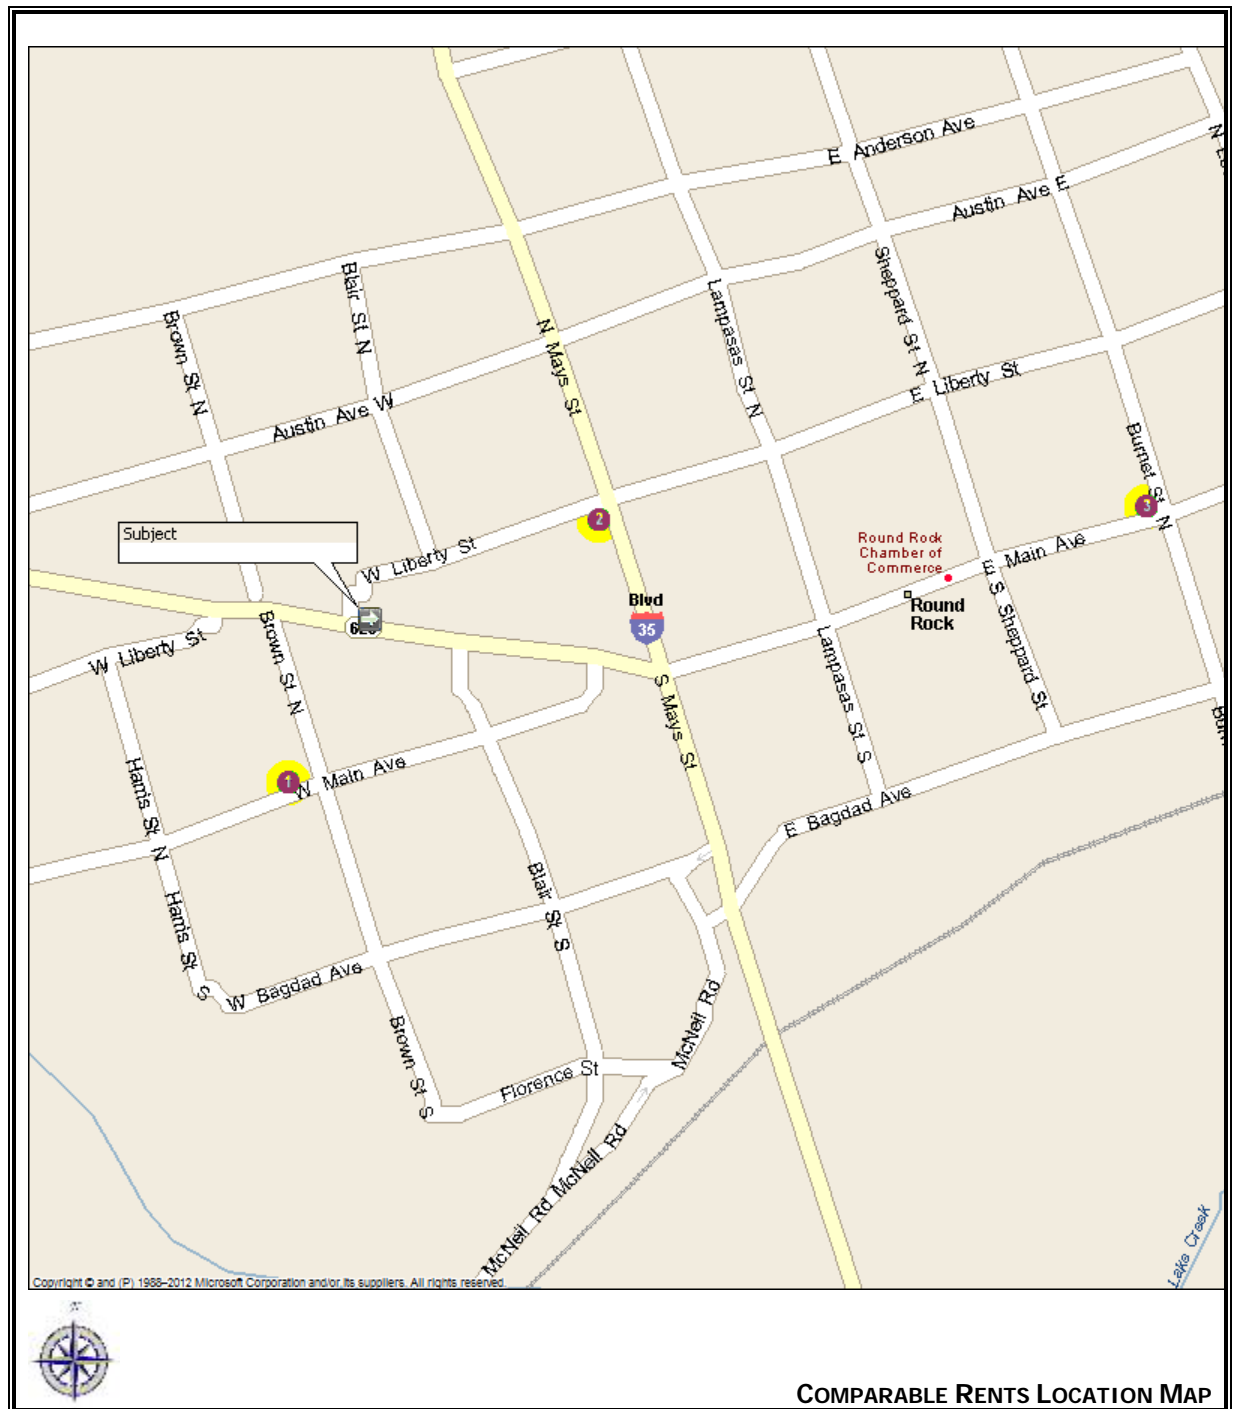 E Anderson Ave
Austin Ave E
Blair St N
Brown St N
N Mays St
Lampasas St N
Sheppard St N
E Liberty St
Austin Ave W
Burnet St N
Subject
2
3
W Liberty St
Round Rock
Chamber of
Commerce
E Main Ave
Blvd
35
Round
Rock
W Liberty St
Brown St N
S Mays St
Lampasas St S
S Sheppard St
Harris St N
1
W Main Ave
E Bagdad Ave
Blair St S
Harris St S
W Bagdad Ave
Brown St S
Florence St
McNeil Rd
McNeil Rd
McNeil Rd
Lake Creek
Copyright © and (P) 1988–2012 Microsoft Corporation and/or its suppliers. All rights reserved.
COMPARABLE RENTS LOCATION MAP